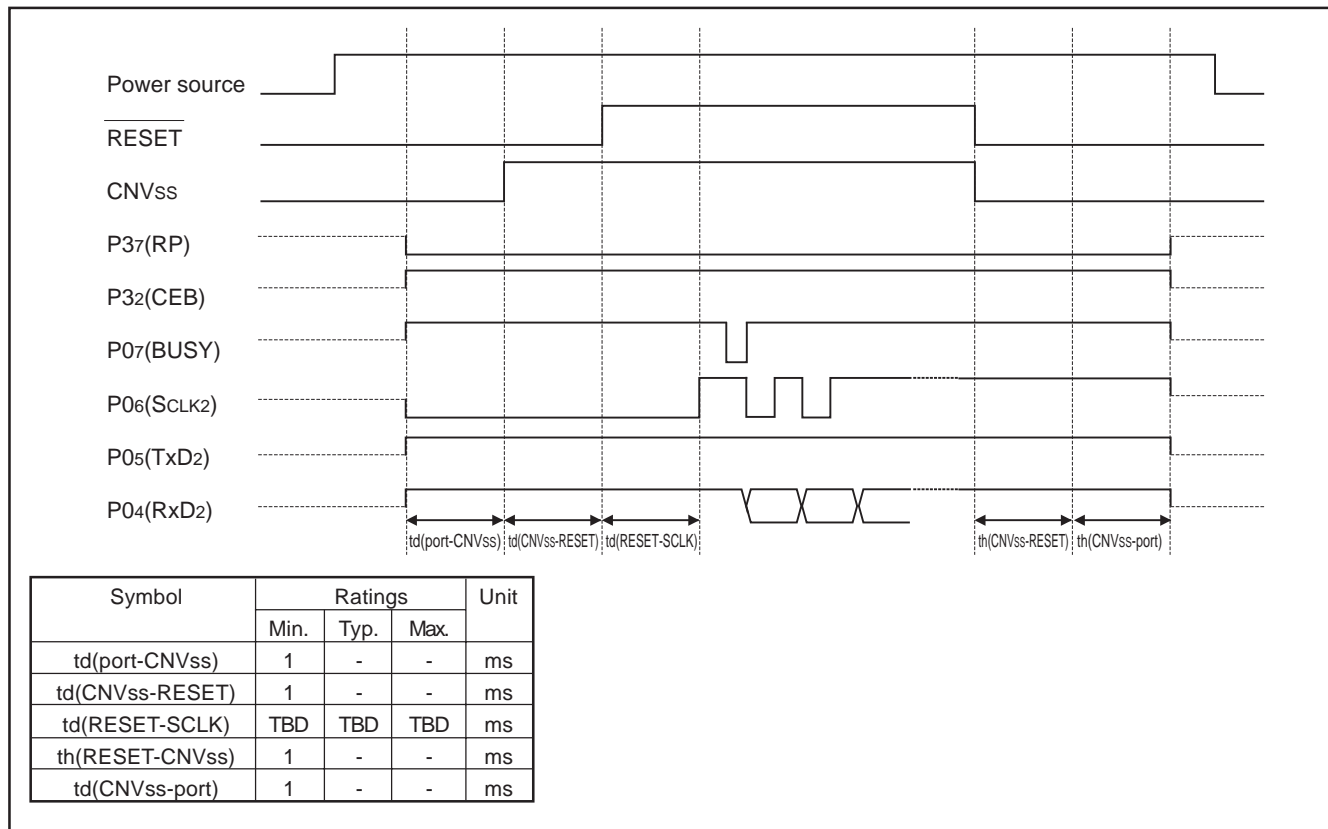 Power source
RESET
CNVss
P37(RP)
P32(CEB)
P07(BUSY)
P06(SCLK2)
P05(TxD2)
P04(RxD2)
td(port-CNVss) td(CNVss-RESET) td(RESET-SCLK) th(CNVss-RESET) th(CNVss-port)
Symbol Ratings Unit
Min. Typ. Max.
td(port-CNVss) 1 - - ms
td(CNVss-RESET) 1 - - ms
td(RESET-SCLK) TBD TBD TBD ms
th(RESET-CNVss) 1 - - ms
td(CNVss-port) 1 - - ms